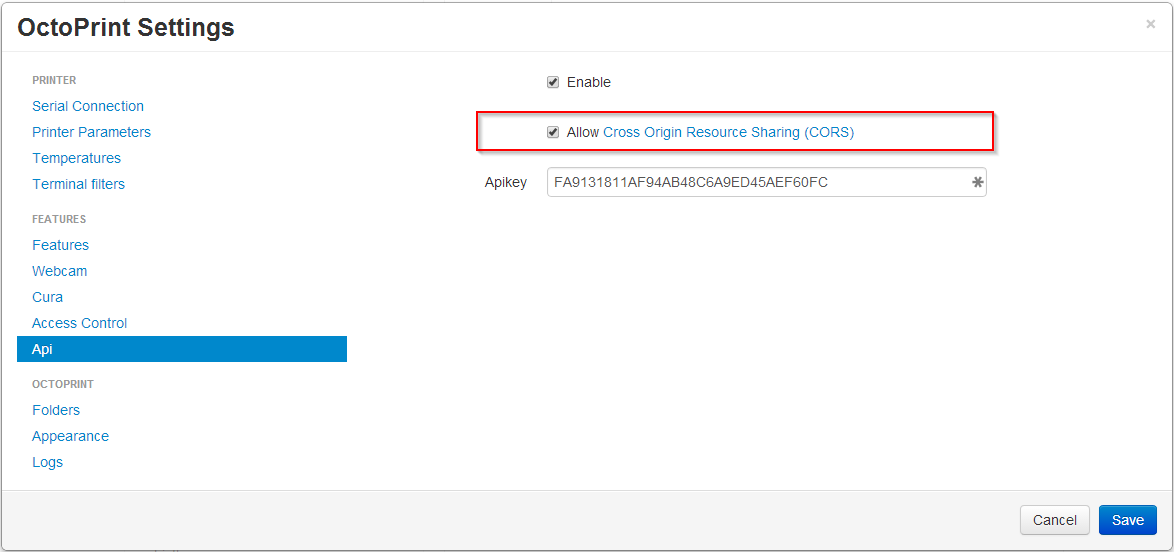 OctoPrint Settings
×
PRINTER
Serial Connection
Printer Parameters
Temperatures
Terminal filters
FEATURES
Features
Webcam
Cura
Access Control
Api
OCTOPRINT
Folders
Appearance
Logs
Enable
Allow Cross Origin Resource Sharing (CORS)
Apikey FA9131811AF94AB48C6A9ED45AEF60FC
Cancel Save